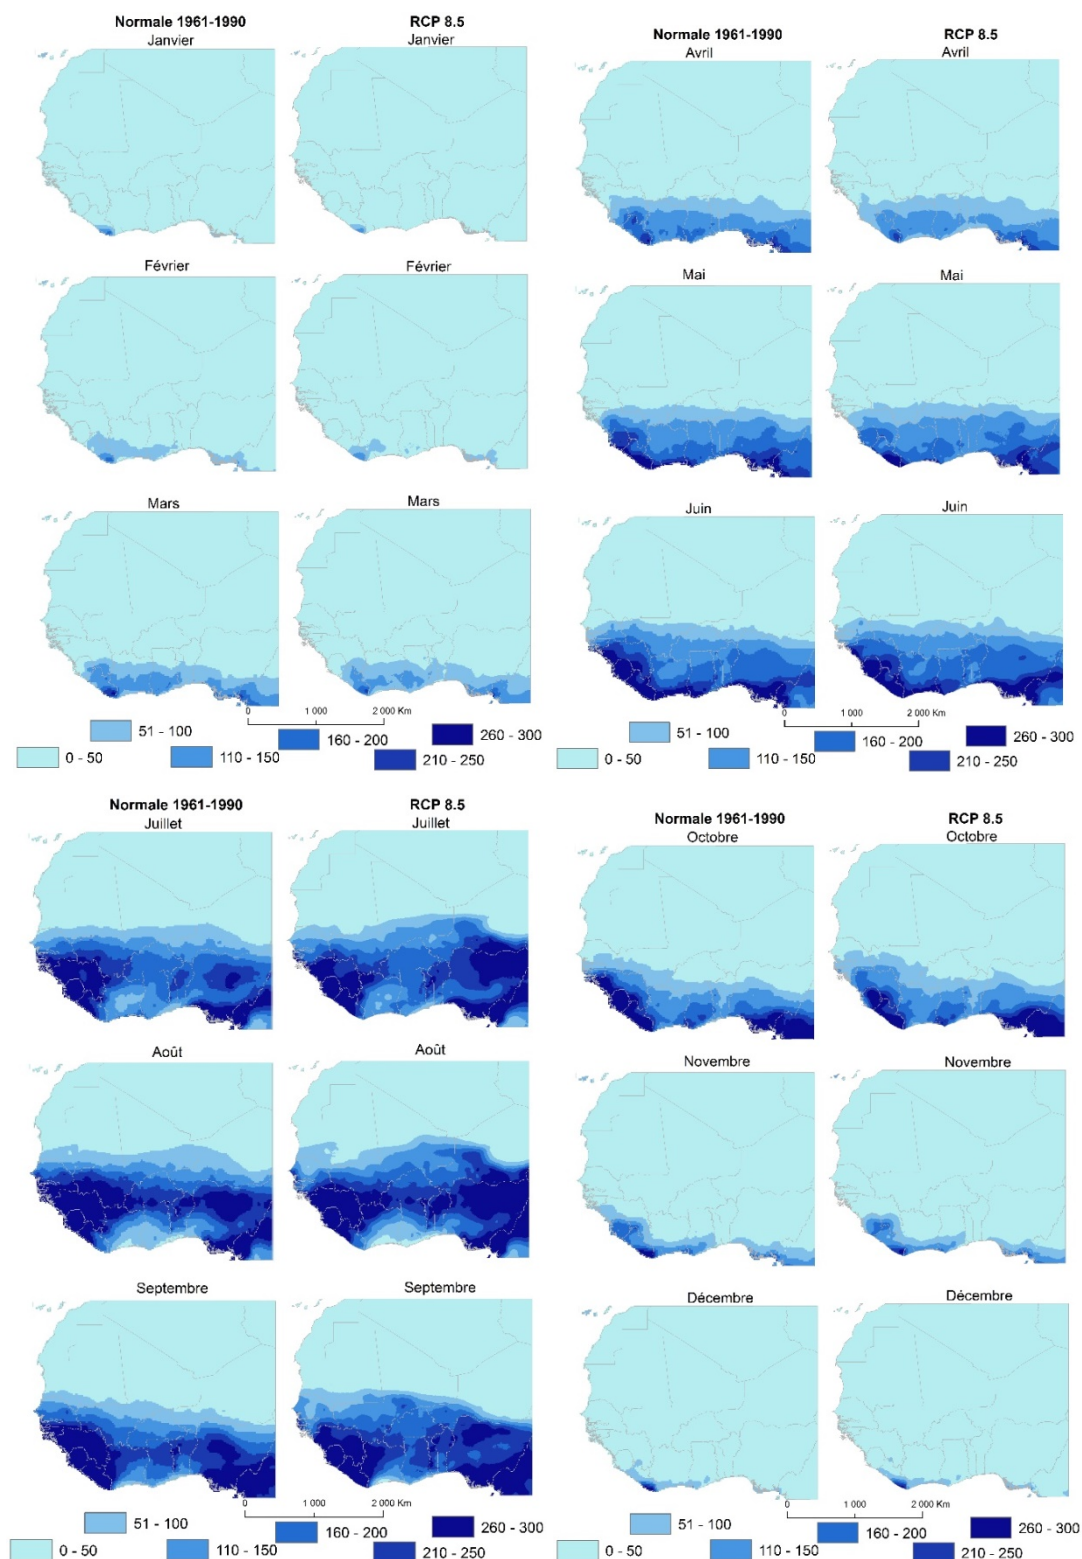 Normale 1961-1990
Janvier
RCP 8.5
Janvier
Février
Février
Mars
Mars
0
1 000
2 000 Km
51 - 100
160 - 200
260 - 300
0 - 50
110 - 150
210 - 250
Normale 1961-1990
Avril
RCP 8.5
Avril
Mai
Mai
Juin
Juin
0
1 000
2 000 Km
51 - 100
160 - 200
260 - 300
0 - 50
110 - 150
210 - 250
Normale 1961-1990
Juillet
RCP 8.5
Juillet
Août
Août
Septembre
Septembre
0
1 000
2 000 Km
51 - 100
160 - 200
260 - 300
0 - 50
110 - 150
210 - 250
Normale 1961-1990
Octobre
RCP 8.5
Octobre
Novembre
Novembre
Décembre
Décembre
0
1 000
2 000 Km
51 - 100
160 - 200
260 - 300
0 - 50
110 - 150
210 - 250